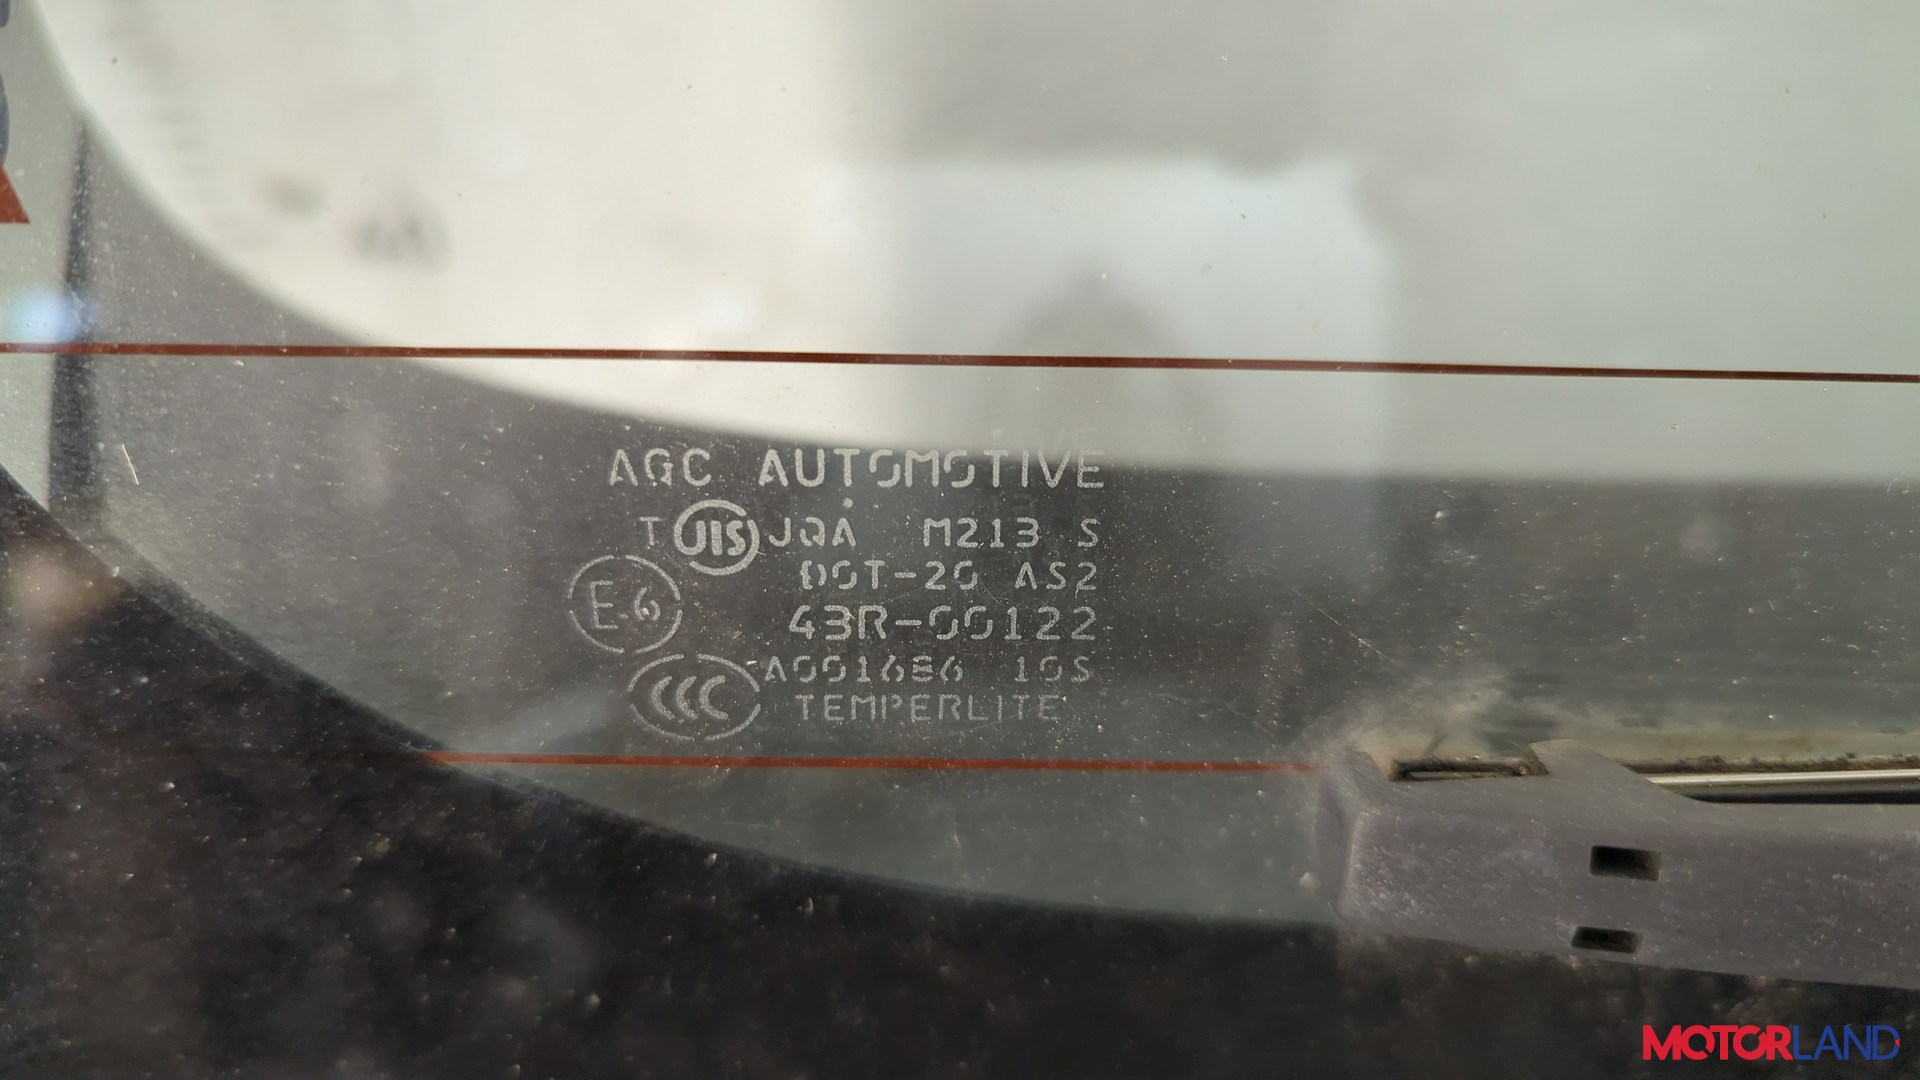 AGC AUTOMOTIVE
T JIS JQA M213 S
DOT-20 AS2
E6 43R-00122
CCC A001686 10S
TEMPERLITE
MOTORLAND